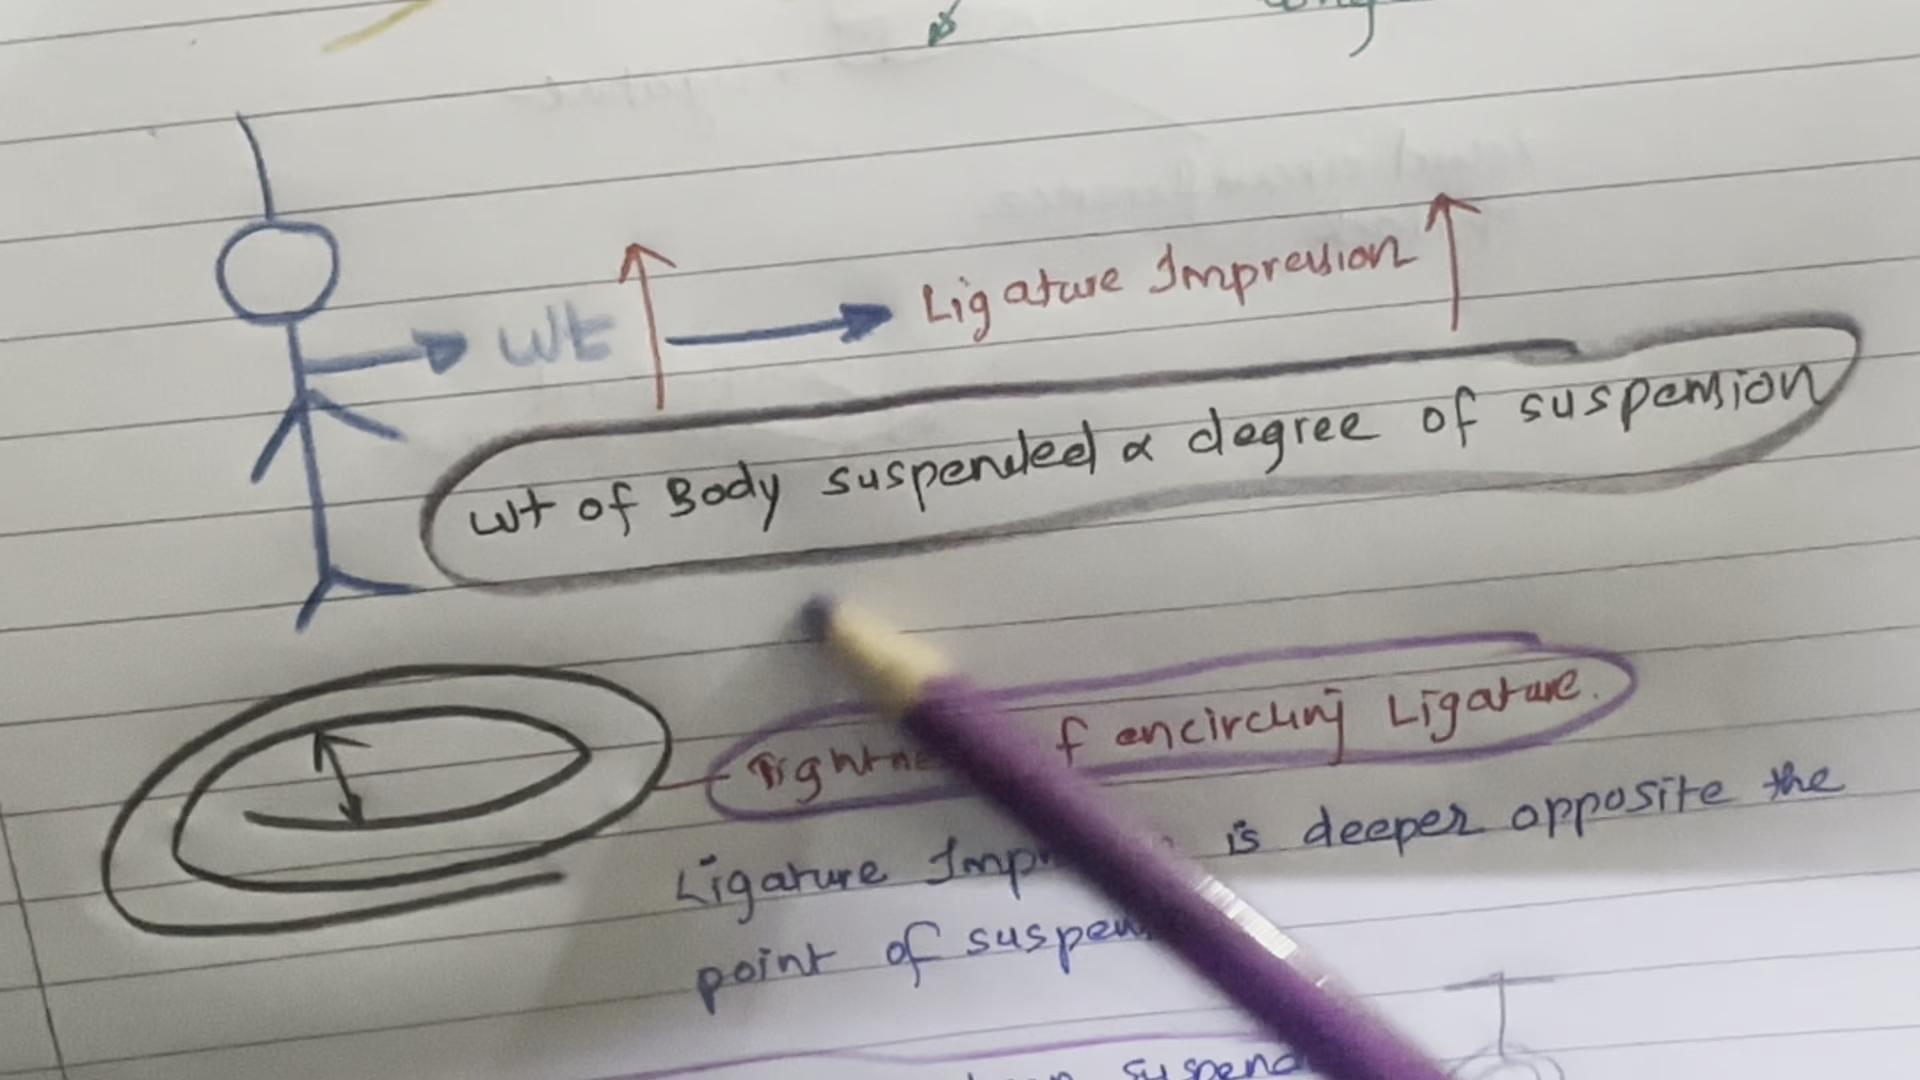 Wt
Ligature Impression
wt of Body suspended ∝ degree of suspension
encircling Ligature.
Ligature is deeper opposite the
point of